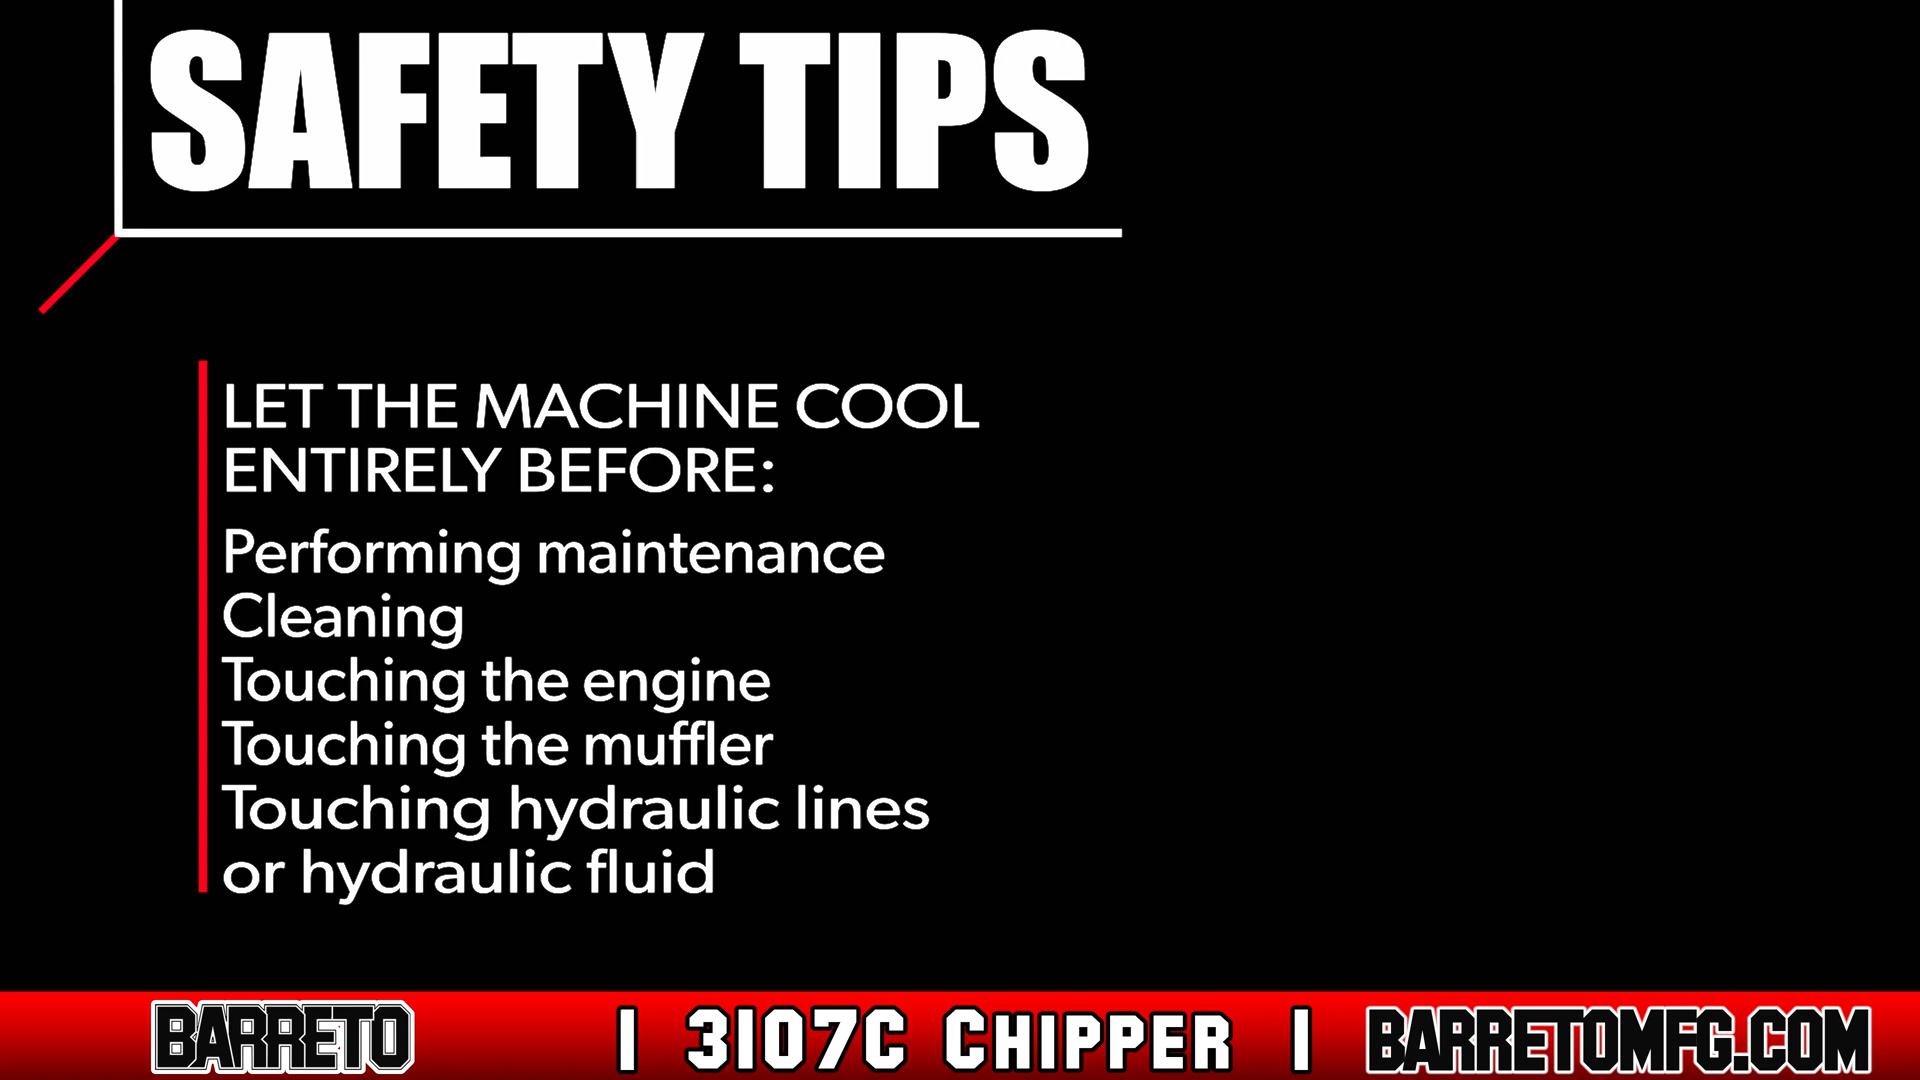 SAFETY TIPS
LET THE MACHINE COOL
ENTIRELY BEFORE:
Performing maintenance
Cleaning
Touching the engine
Touching the muffler
Touching hydraulic lines
or hydraulic fluid
BARRETO | 3107C CHIPPER | BARRETOMFG.COM